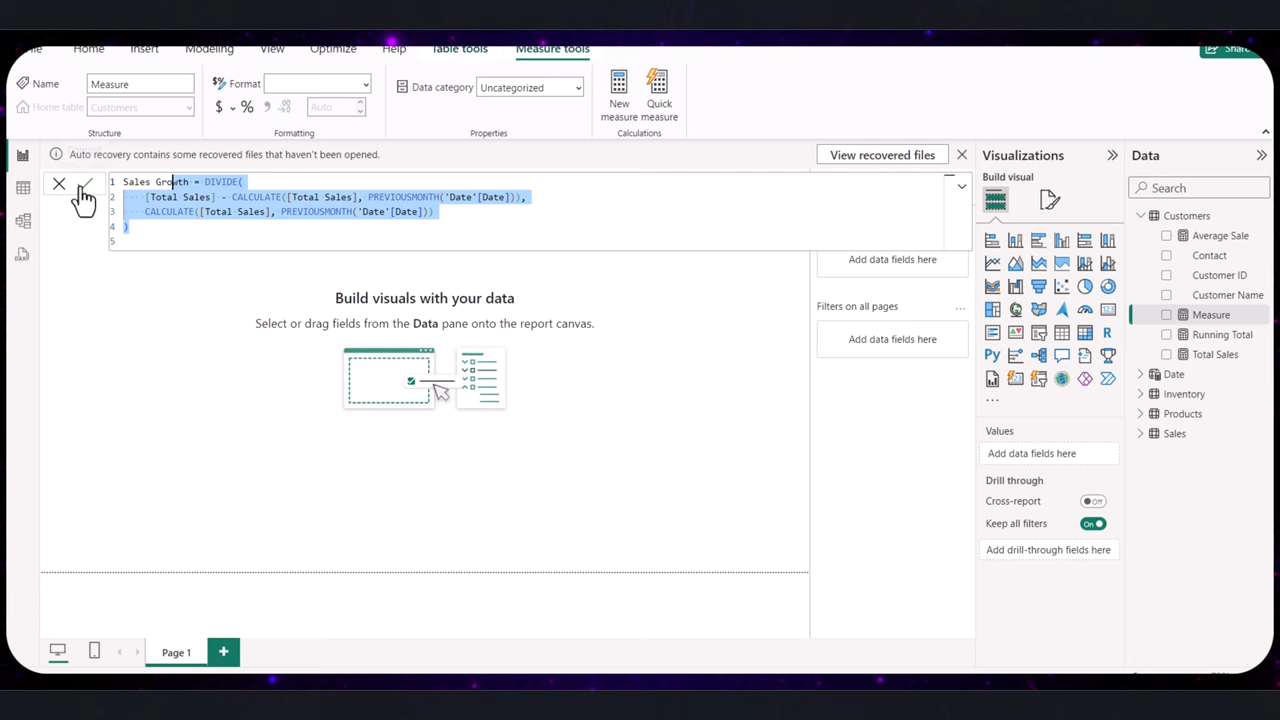 File Home Insert Modeling View Optimize Help Table tools Measure tools Share
Name Measure
Home table Customers
Structure
Format
$ % , Auto
Formatting
Data category Uncategorized
Properties
New measure
Quick measure
Calculations
Auto recovery contains some recovered files that haven't been opened.
View recovered files
1 Sales Growth = DIVIDE(
2 [Total Sales] - CALCULATE([Total Sales], PREVIOUSMONTH('Date'[Date])),
3 CALCULATE([Total Sales], PREVIOUSMONTH('Date'[Date]))
4 )
5
Build visuals with your data
Select or drag fields from the Data pane onto the report canvas.
Add data fields here
Filters on all pages ...
Add data fields here
Visualizations
Build visual
123
R
Py
...
Values
Add data fields here
Drill through
Cross-report Off
Keep all filters On
Add drill-through fields here
Data
Search
Customers
Average Sale
Contact
Customer ID
Customer Name
Measure
Running Total
Total Sales
Date
Inventory
Products
Sales
Page 1